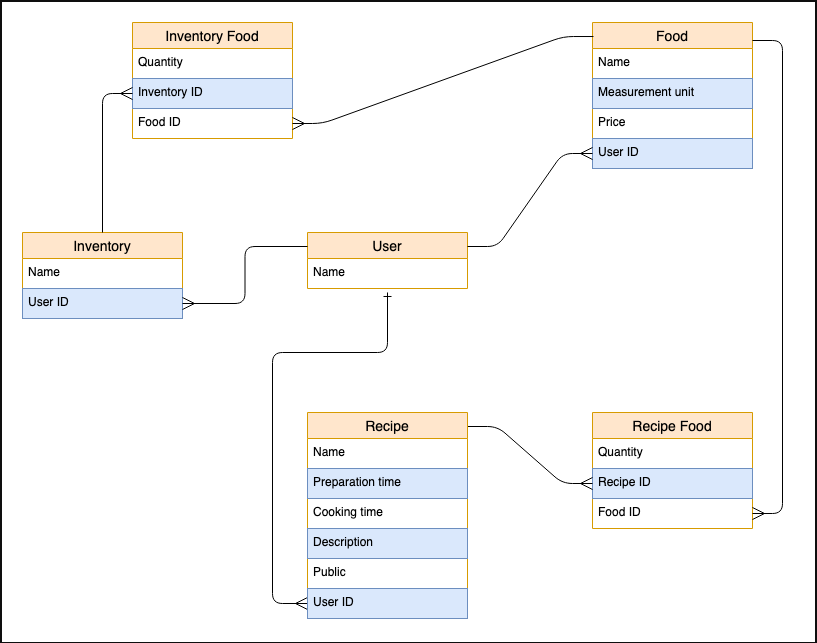 Inventory Food
Quantity
Inventory ID
Food ID
Food
Name
Measurement unit
Price
User ID
Inventory
Name
User ID
User
Name
Recipe
Name
Preparation time
Cooking time
Description
Public
User ID
Recipe Food
Quantity
Recipe ID
Food ID